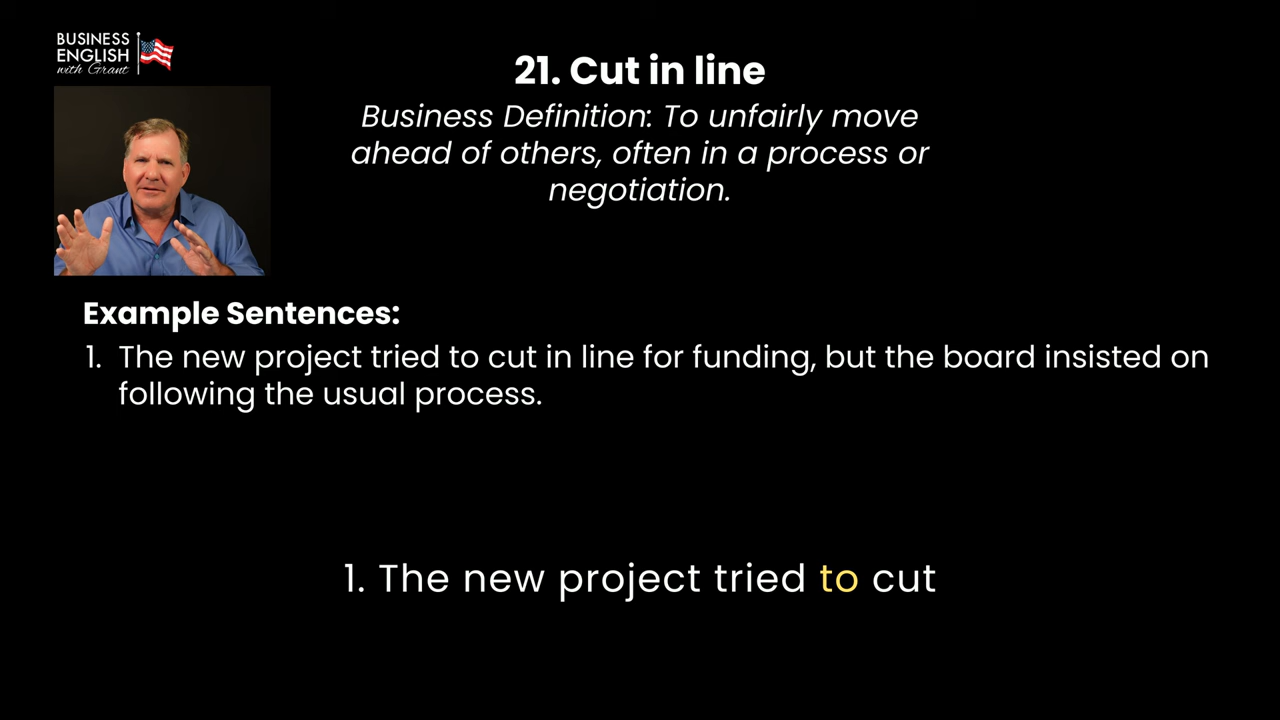 BUSINESS
ENGLISH
with Grant
21. Cut in line
Business Definition: To unfairly move
ahead of others, often in a process or
negotiation.
Example Sentences:
1. The new project tried to cut in line for funding, but the board insisted on
following the usual process.
1. The new project tried to cut